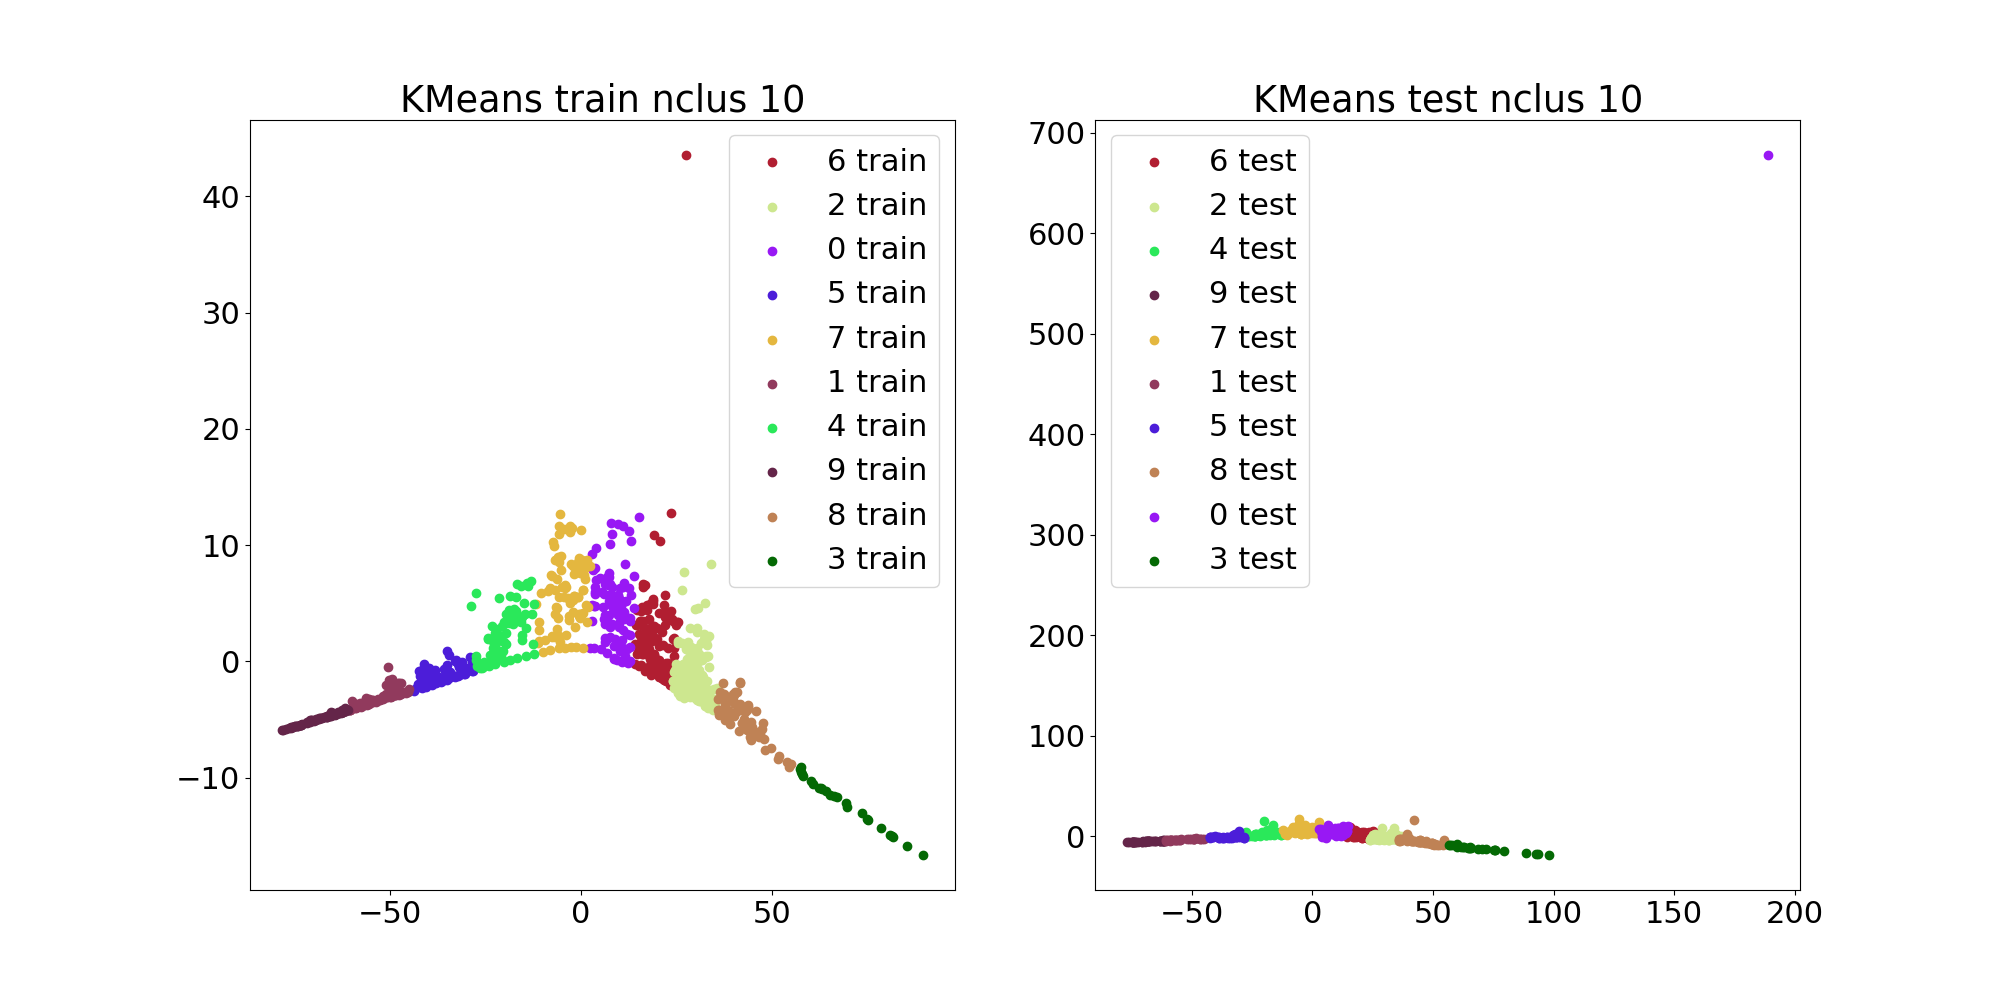 KMeans train nclus 10
40
30
20
10
0
−10
−50
0
50
6 train
2 train
0 train
5 train
7 train
1 train
4 train
9 train
8 train
3 train
KMeans test nclus 10
700
600
500
400
300
200
100
0
−50
0
50
100
150
200
6 test
2 test
4 test
9 test
7 test
1 test
5 test
8 test
0 test
3 test